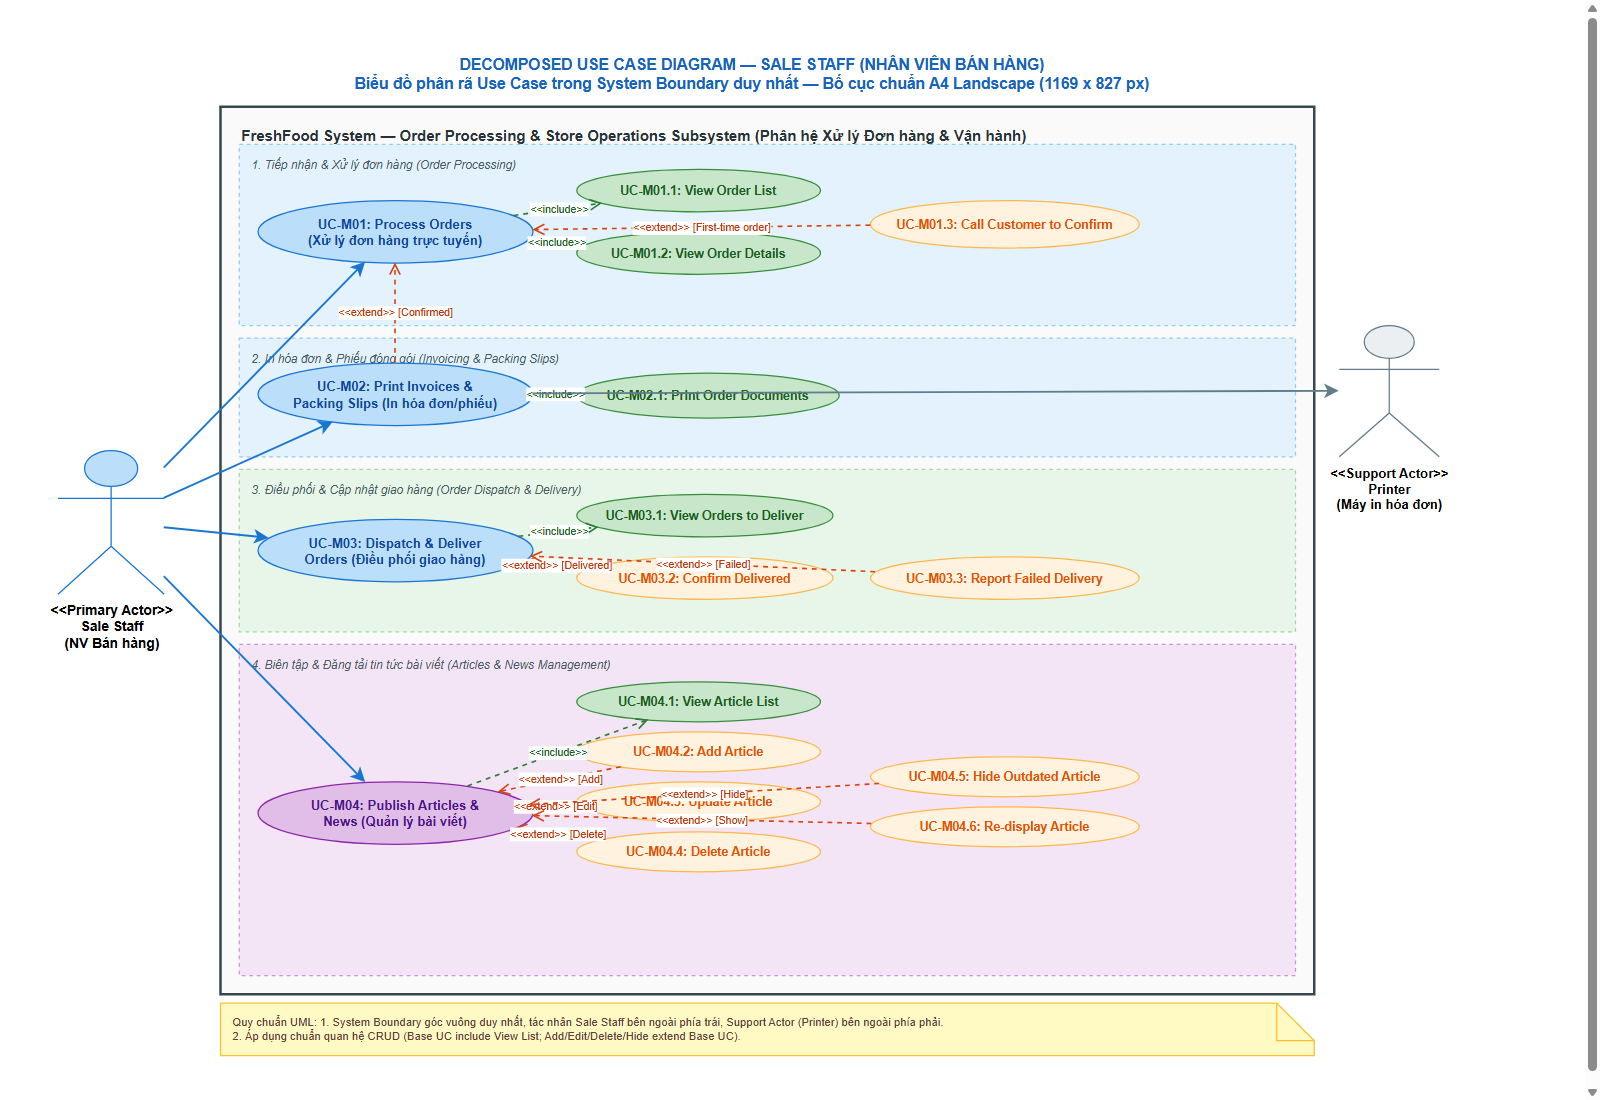 DECOMPOSED USE CASE DIAGRAM — SALE STAFF (NHÂN VIÊN BÁN HÀNG)
Biểu đồ phân rã Use Case trong System Boundary duy nhất — Bố cục chuẩn A4 Landscape (1169 x 827 px)
FreshFood System — Order Processing & Store Operations Subsystem (Phân hệ Xử lý Đơn hàng & Vận hành)
1. Tiếp nhận & Xử lý đơn hàng (Order Processing)
UC-M01.1: View Order List
<<include>>
UC-M01: Process Orders
(Xử lý đơn hàng trực tuyến)
<<extend>> [First-time order]
UC-M01.3: Call Customer to Confirm
<<include>>
UC-M01.2: View Order Details
<<extend>> [Confirmed]
2. In hóa đơn & Phiếu đóng gói (Invoicing & Packing Slips)
UC-M02: Print Invoices &
Packing Slips (In hóa đơn/phiếu)
<<include>>
UC-M02.1: Print Order Documents
<<Support Actor>>
Printer
(Máy in hóa đơn)
3. Điều phối & Cập nhật giao hàng (Order Dispatch & Delivery)
UC-M03.1: View Orders to Deliver
<<include>>
UC-M03: Dispatch & Deliver
Orders (Điều phối giao hàng)
<<extend>> [Delivered]
<<extend>> [Failed]
UC-M03.2: Confirm Delivered
UC-M03.3: Report Failed Delivery
<<Primary Actor>>
Sale Staff
(NV Bán hàng)
4. Biên tập & Đăng tải tin tức bài viết (Articles & News Management)
UC-M04.1: View Article List
<<include>>
UC-M04.2: Add Article
<<extend>> [Add]
UC-M04.5: Hide Outdated Article
<<extend>> [Hide]
UC-M04: Publish Articles &
News (Quản lý bài viết)
<<extend>> [Edit]
UC-M04.3: Update Article
<<extend>> [Show]
UC-M04.6: Re-display Article
<<extend>> [Delete]
UC-M04.4: Delete Article
Quy chuẩn UML: 1. System Boundary góc vuông duy nhất, tác nhân Sale Staff bên ngoài phía trái, Support Actor (Printer) bên ngoài phía phải.
2. Áp dụng chuẩn quan hệ CRUD (Base UC include View List; Add/Edit/Delete/Hide extend Base UC).